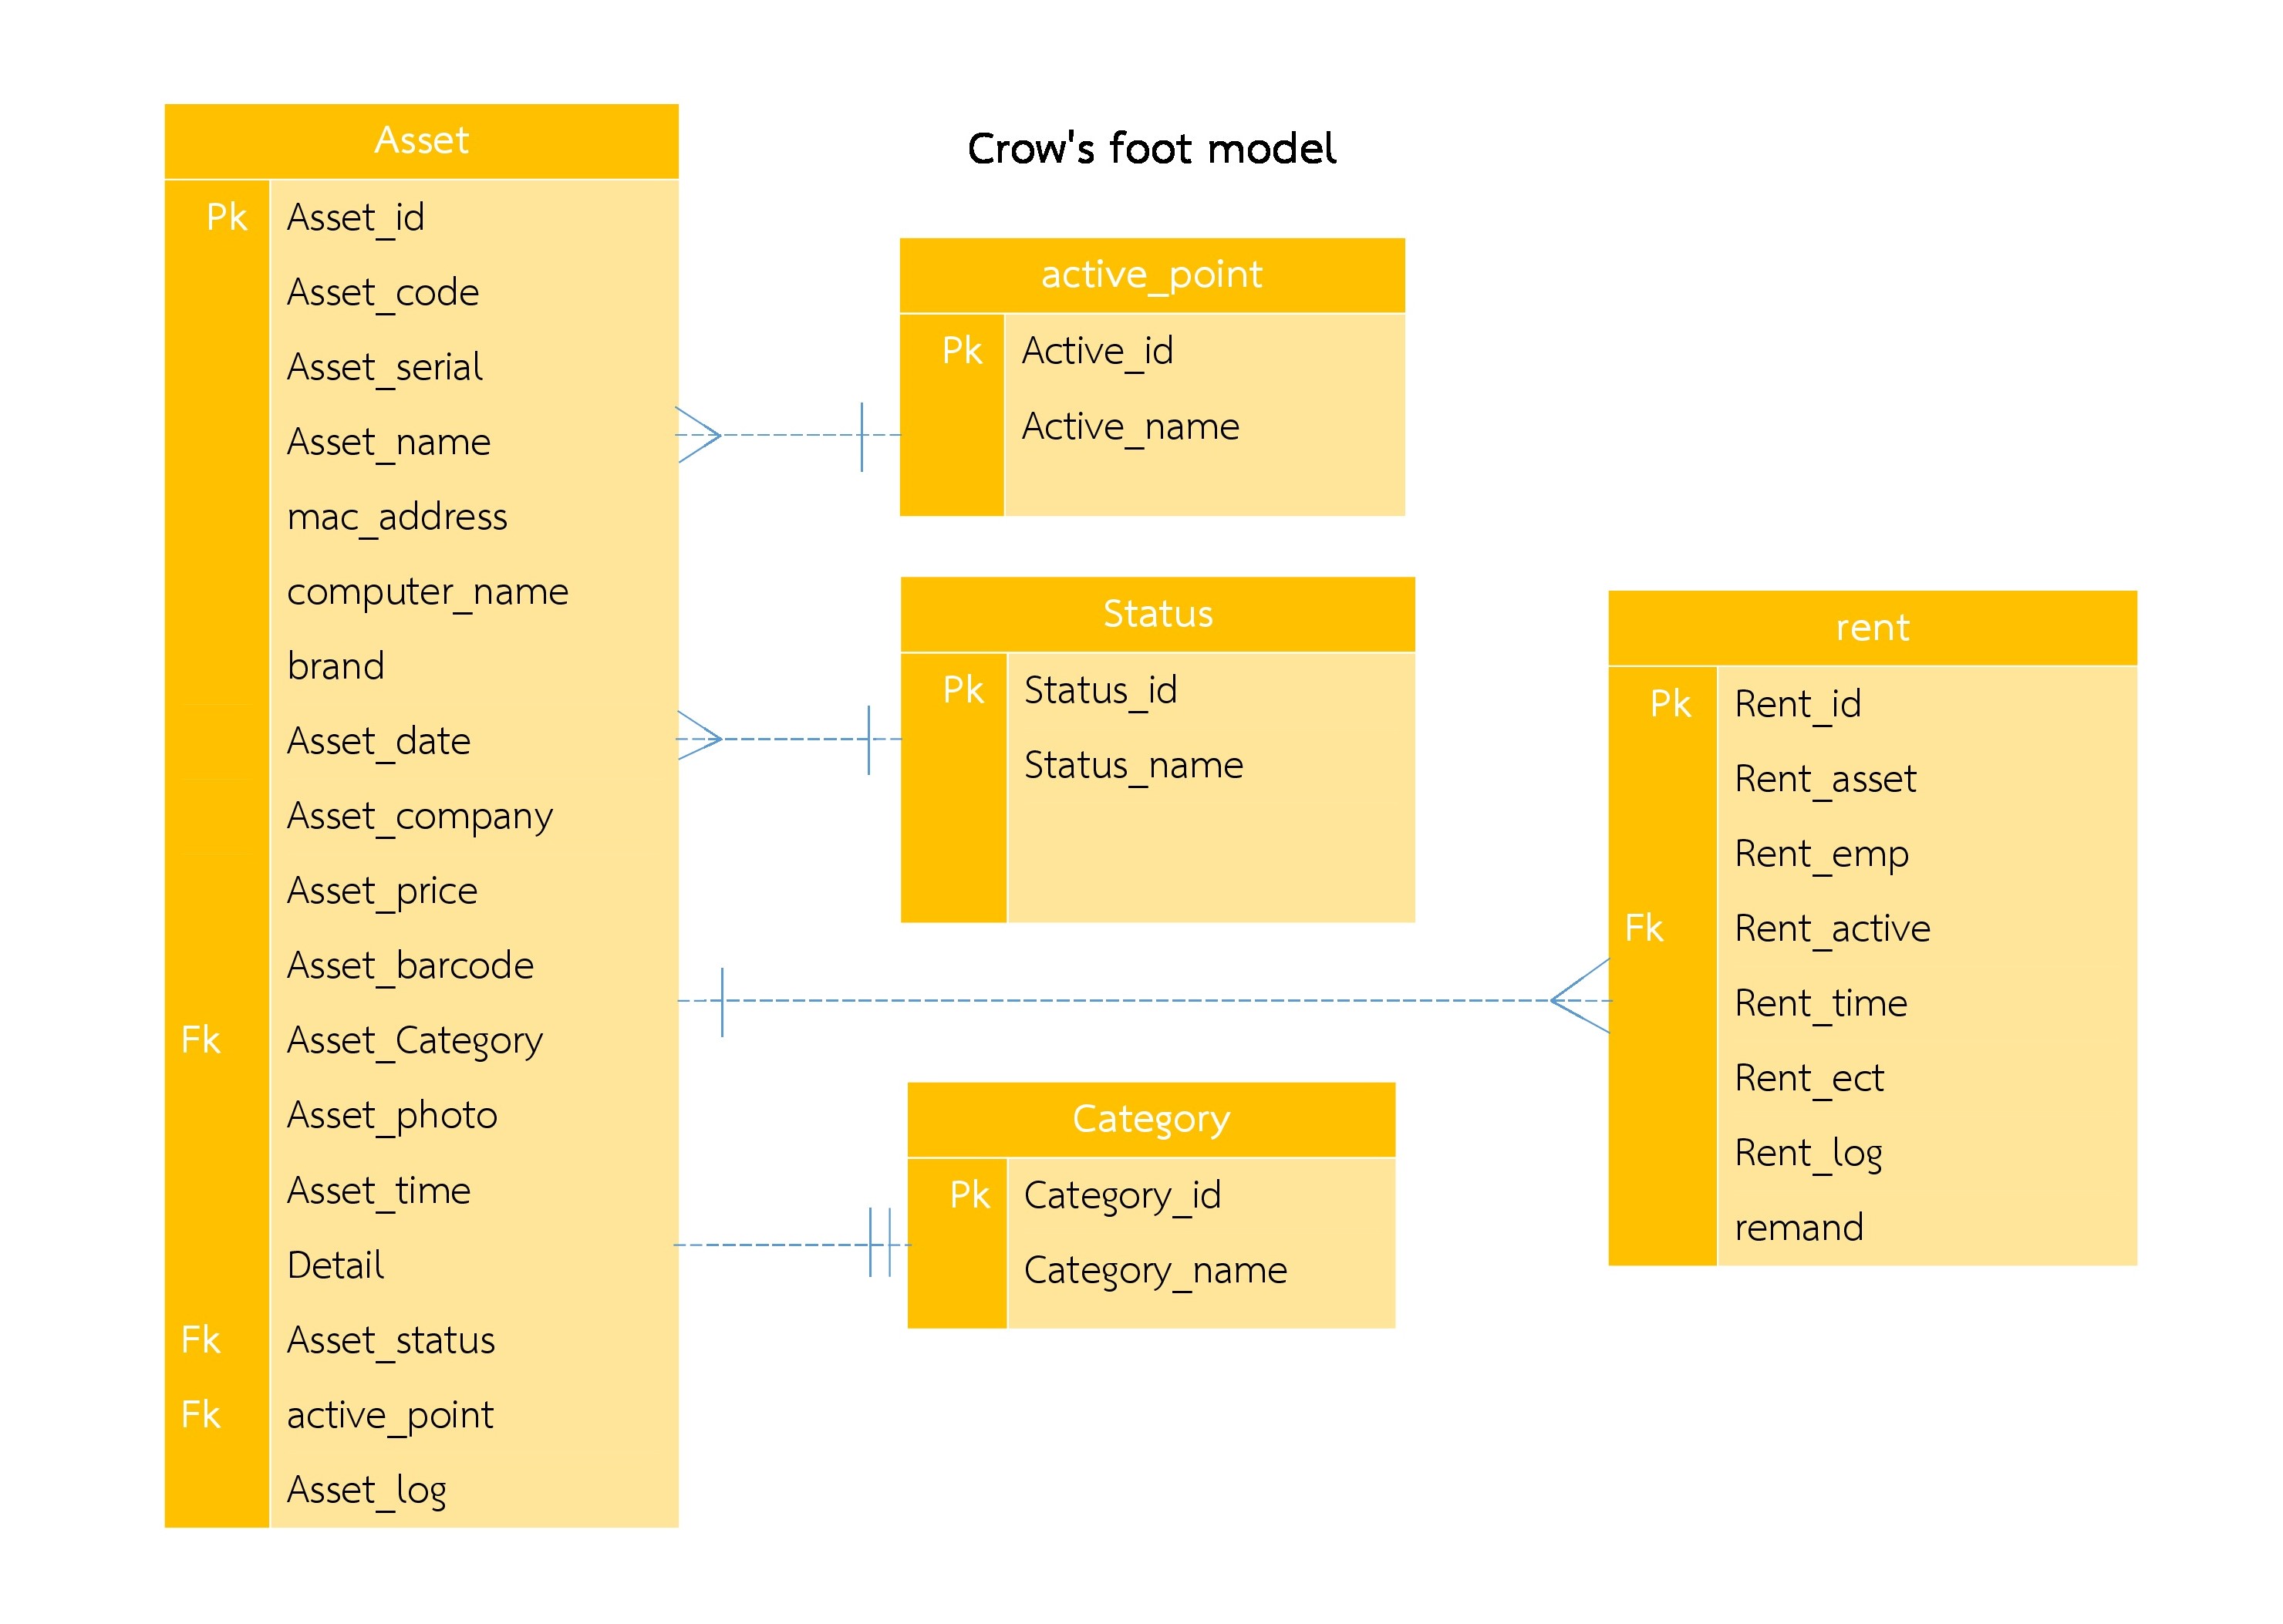 Crow's foot model
Asset
Pk Asset_id
Asset_code
Asset_serial
Asset_name
mac_address
computer_name
brand
Asset_date
Asset_company
Asset_price
Asset_barcode
Fk Asset_Category
Asset_photo
Asset_time
Detail
Fk Asset_status
Fk active_point
Asset_log
active_point
Pk Active_id
Active_name
Status
Pk Status_id
Status_name
Category
Pk Category_id
Category_name
rent
Pk Rent_id
Rent_asset
Rent_emp
Fk Rent_active
Rent_time
Rent_ect
Rent_log
remand